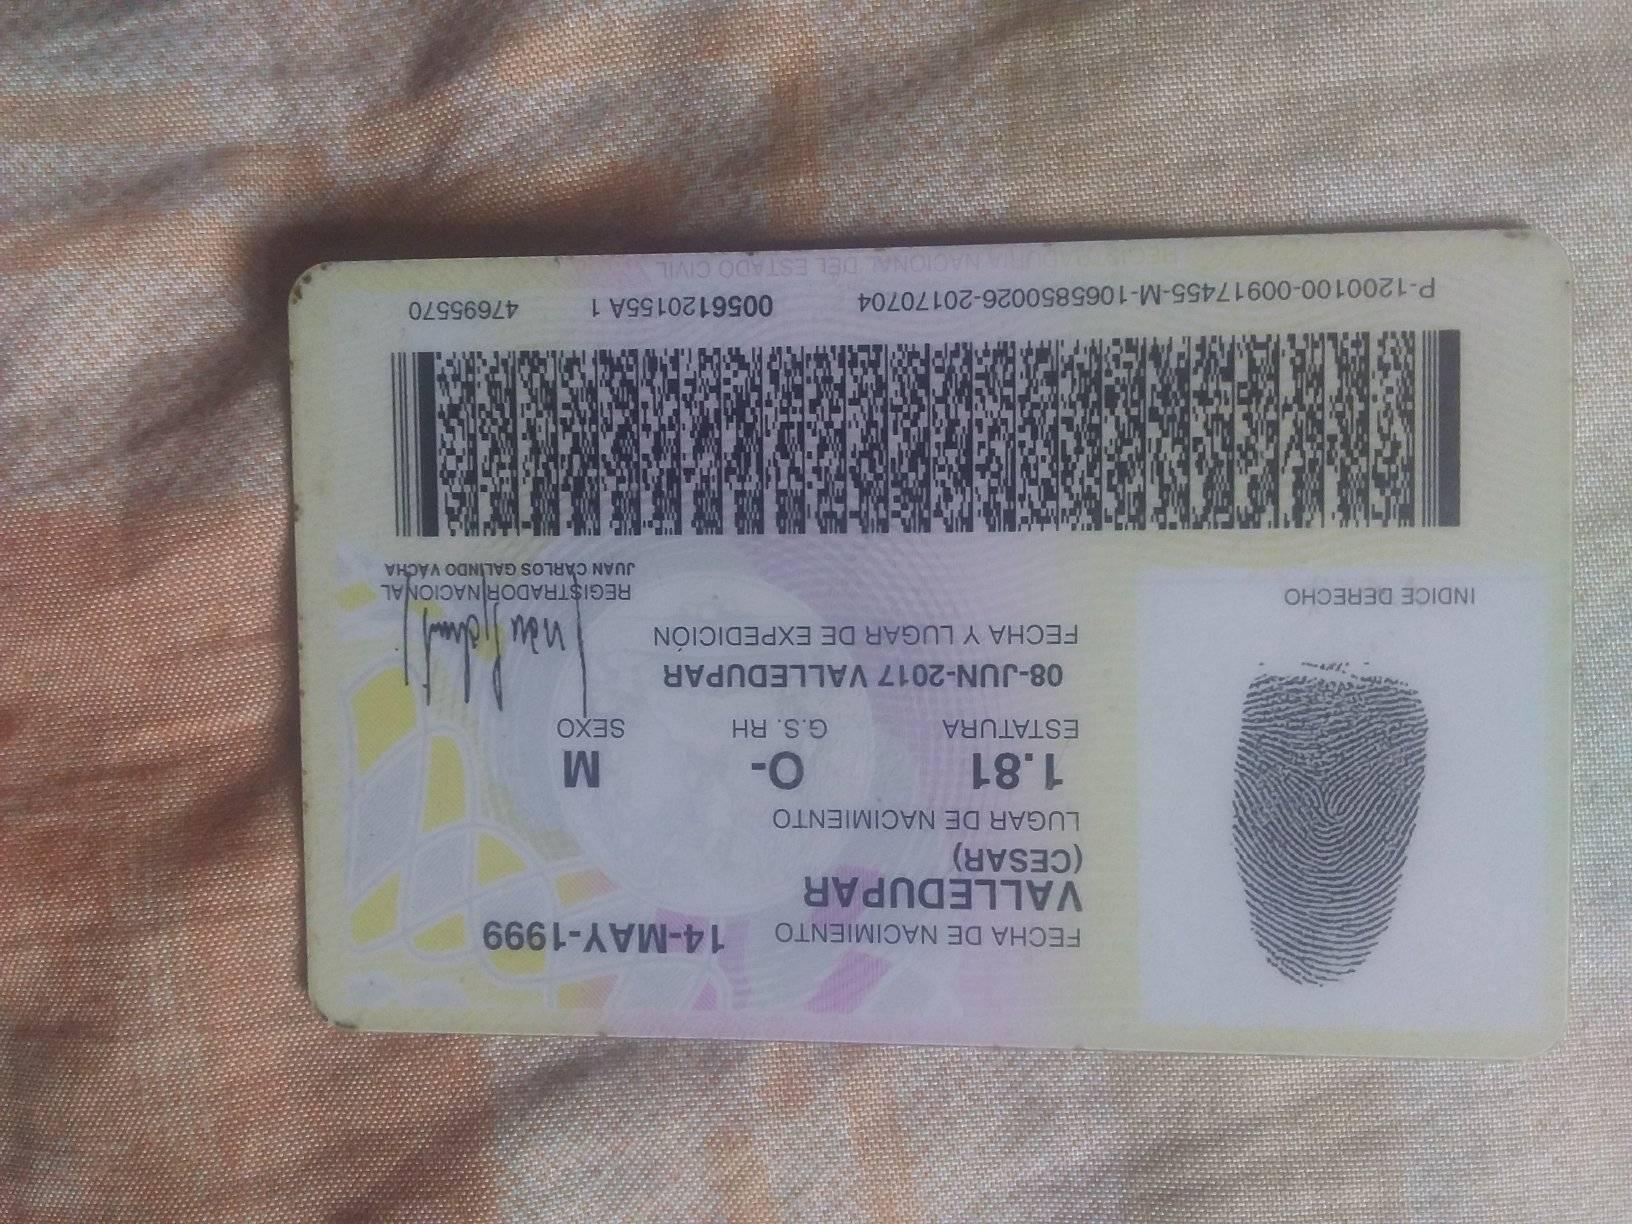 FECHA DE NACIMIENTO 14-MAY-1999
VALLEDUPAR
(CESAR)
LUGAR DE NACIMIENTO
1.81 O- M
ESTATURA G.S. RH SEXO
08-JUN-2017 VALLEDUPAR
FECHA Y LUGAR DE EXPEDICIÓN
INDICE DERECHO
REGISTRADOR NACIONAL
JUAN CARLOS GALINDO VÁCHA
P-1200100-00917455-M-1065850026-20170704 0056120155A 1 47695570
REGISTRADURIA NACIONAL DEL ESTADO CIVIL